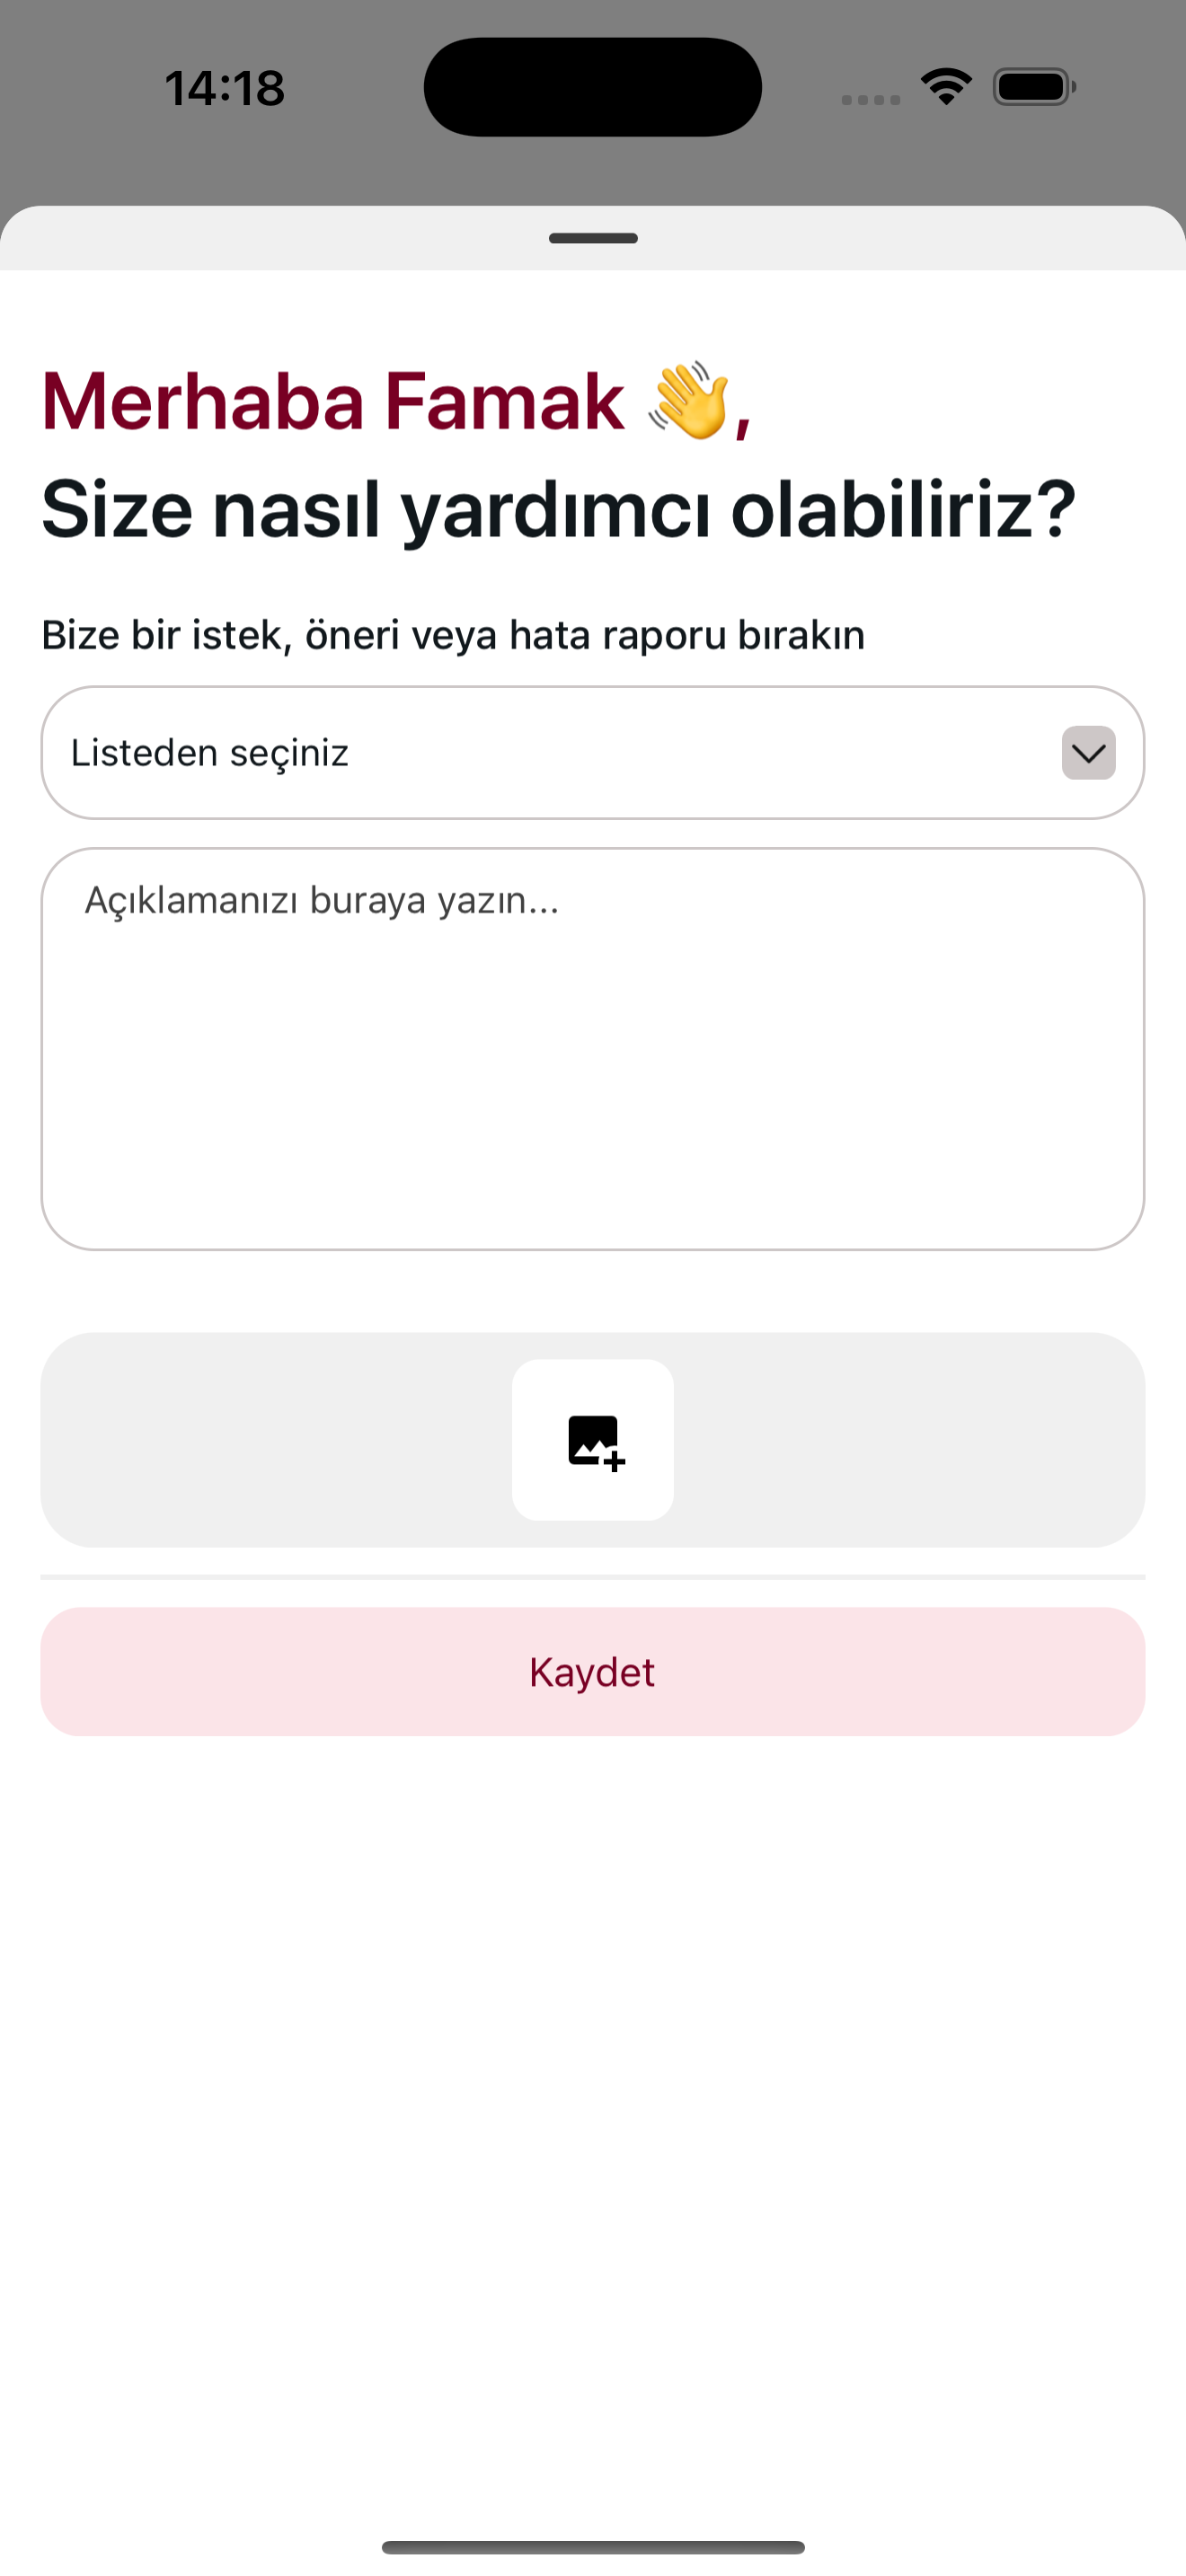 14:18
Merhaba Famak 👋,
Size nasıl yardımcı olabiliriz?
Bize bir istek, öneri veya hata raporu bırakın
Listeden seçiniz
Açıklamanızı buraya yazın...
Kaydet